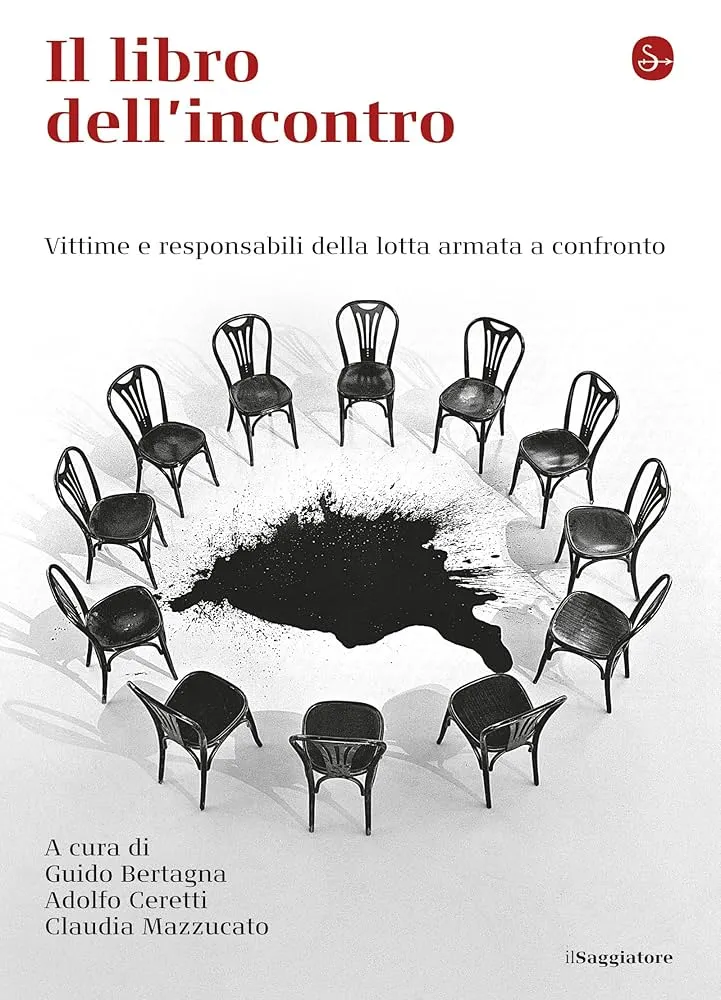 Il libro
dell'incontro
Vittime e responsabili della lotta armata a confronto
A cura di
Guido Bertagna
Adolfo Ceretti
Claudia Mazzucato
ilSaggiatore